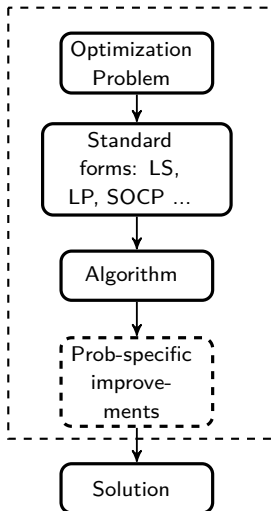 Optimization
Problem
Standard
forms: LS,
LP, SOCP ...
Algorithm
Prob-specific
improve-
ments
Solution